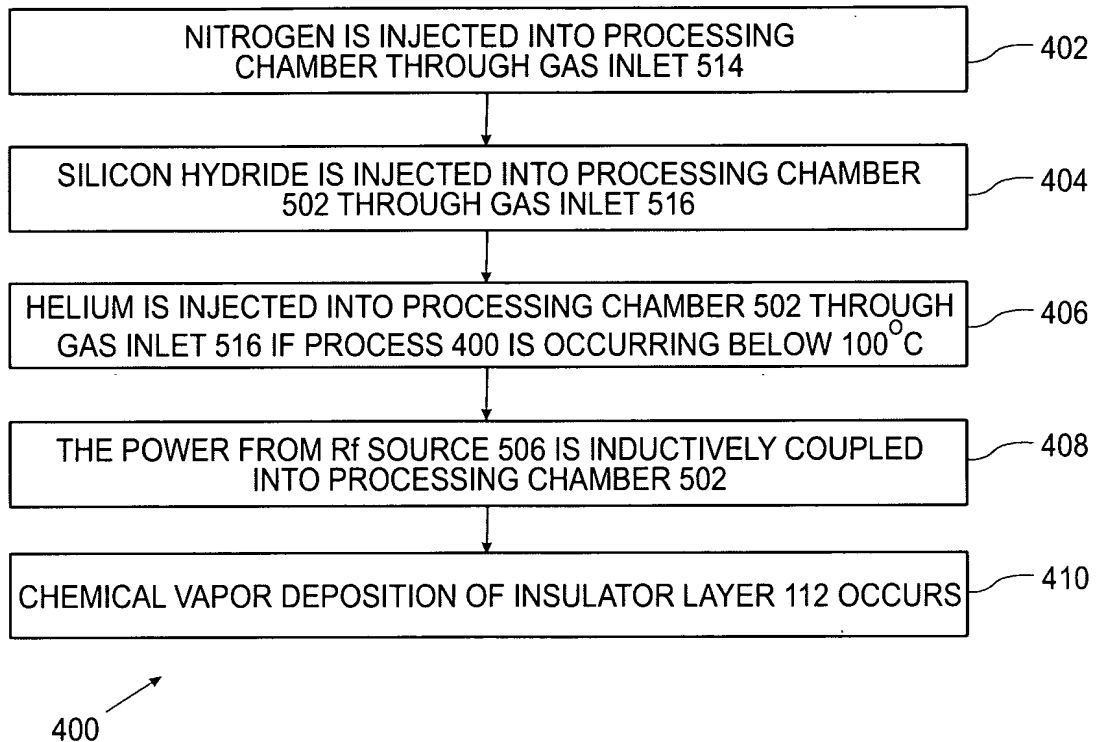 NITROGEN IS INJECTED INTO PROCESSING
CHAMBER THROUGH GAS INLET 514
402
SILICON HYDRIDE IS INJECTED INTO PROCESSING CHAMBER
502 THROUGH GAS INLET 516
404
HELIUM IS INJECTED INTO PROCESSING CHAMBER 502 THROUGH
GAS INLET 516 IF PROCESS 400 IS OCCURRING BELOW 100°C
406
THE POWER FROM Rf SOURCE 506 IS INDUCTIVELY COUPLED
INTO PROCESSING CHAMBER 502
408
CHEMICAL VAPOR DEPOSITION OF INSULATOR LAYER 112 OCCURS
410
400